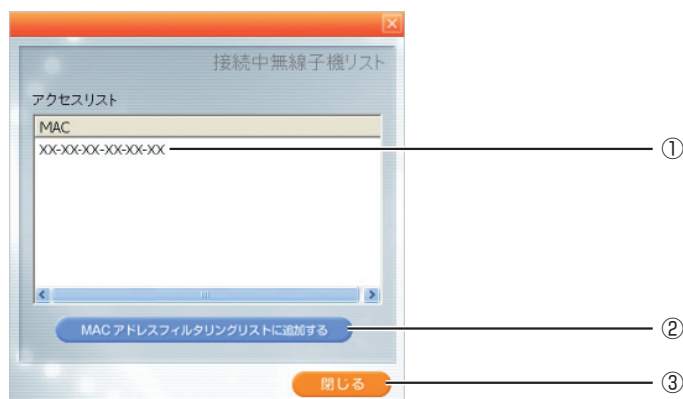 接続中無線子機リスト
アクセスリスト
MAC
XX-XX-XX-XX-XX-XX
①
MAC アドレスフィルタリングリストに追加する
②
閉じる
③